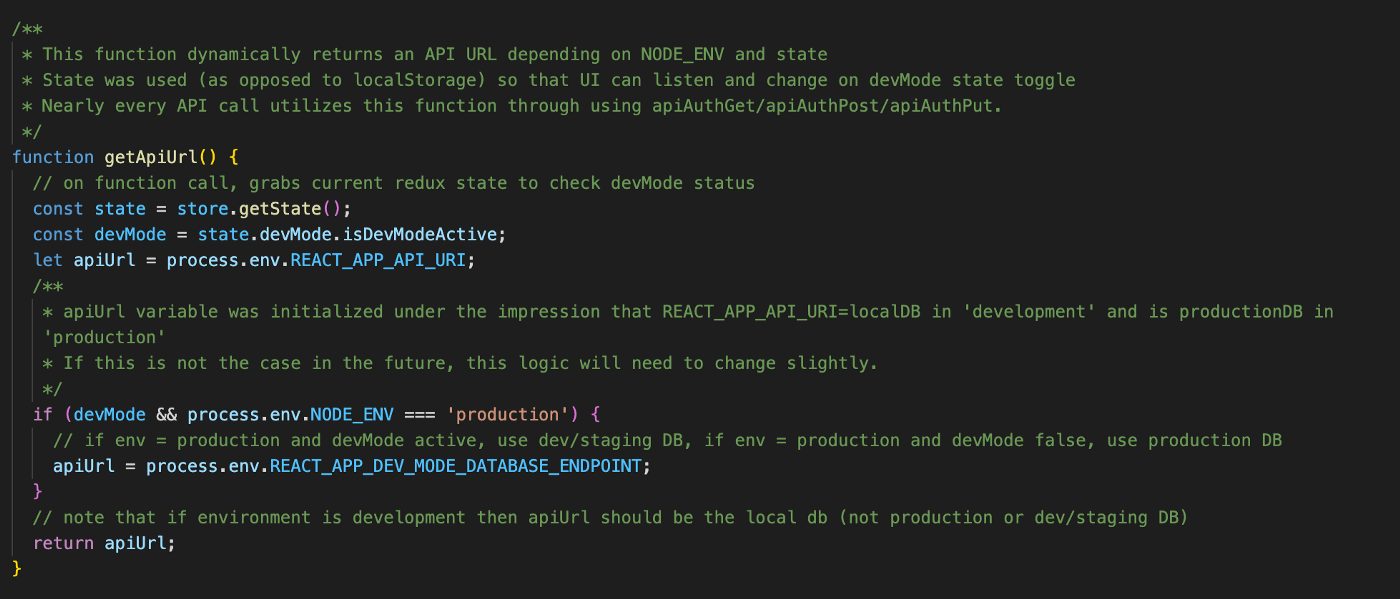 /**
 * This function dynamically returns an API URL depending on NODE_ENV and state
 * State was used (as opposed to localStorage) so that UI can listen and change on devMode state toggle
 * Nearly every API call utilizes this function through using apiAuthGet/apiAuthPost/apiAuthPut.
 */
function getApiUrl() {
  // on function call, grabs current redux state to check devMode status
  const state = store.getState();
  const devMode = state.devMode.isDevModeActive;
  let apiUrl = process.env.REACT_APP_API_URI;
  /**
   * apiUrl variable was initialized under the impression that REACT_APP_API_URI=localDB in 'development' and is productionDB in
   'production'
   * If this is not the case in the future, this logic will need to change slightly.
   */
  if (devMode && process.env.NODE_ENV === 'production') {
    // if env = production and devMode active, use dev/staging DB, if env = production and devMode false, use production DB
    apiUrl = process.env.REACT_APP_DEV_MODE_DATABASE_ENDPOINT;
  }
  // note that if environment is development then apiUrl should be the local db (not production or dev/staging DB)
  return apiUrl;
}